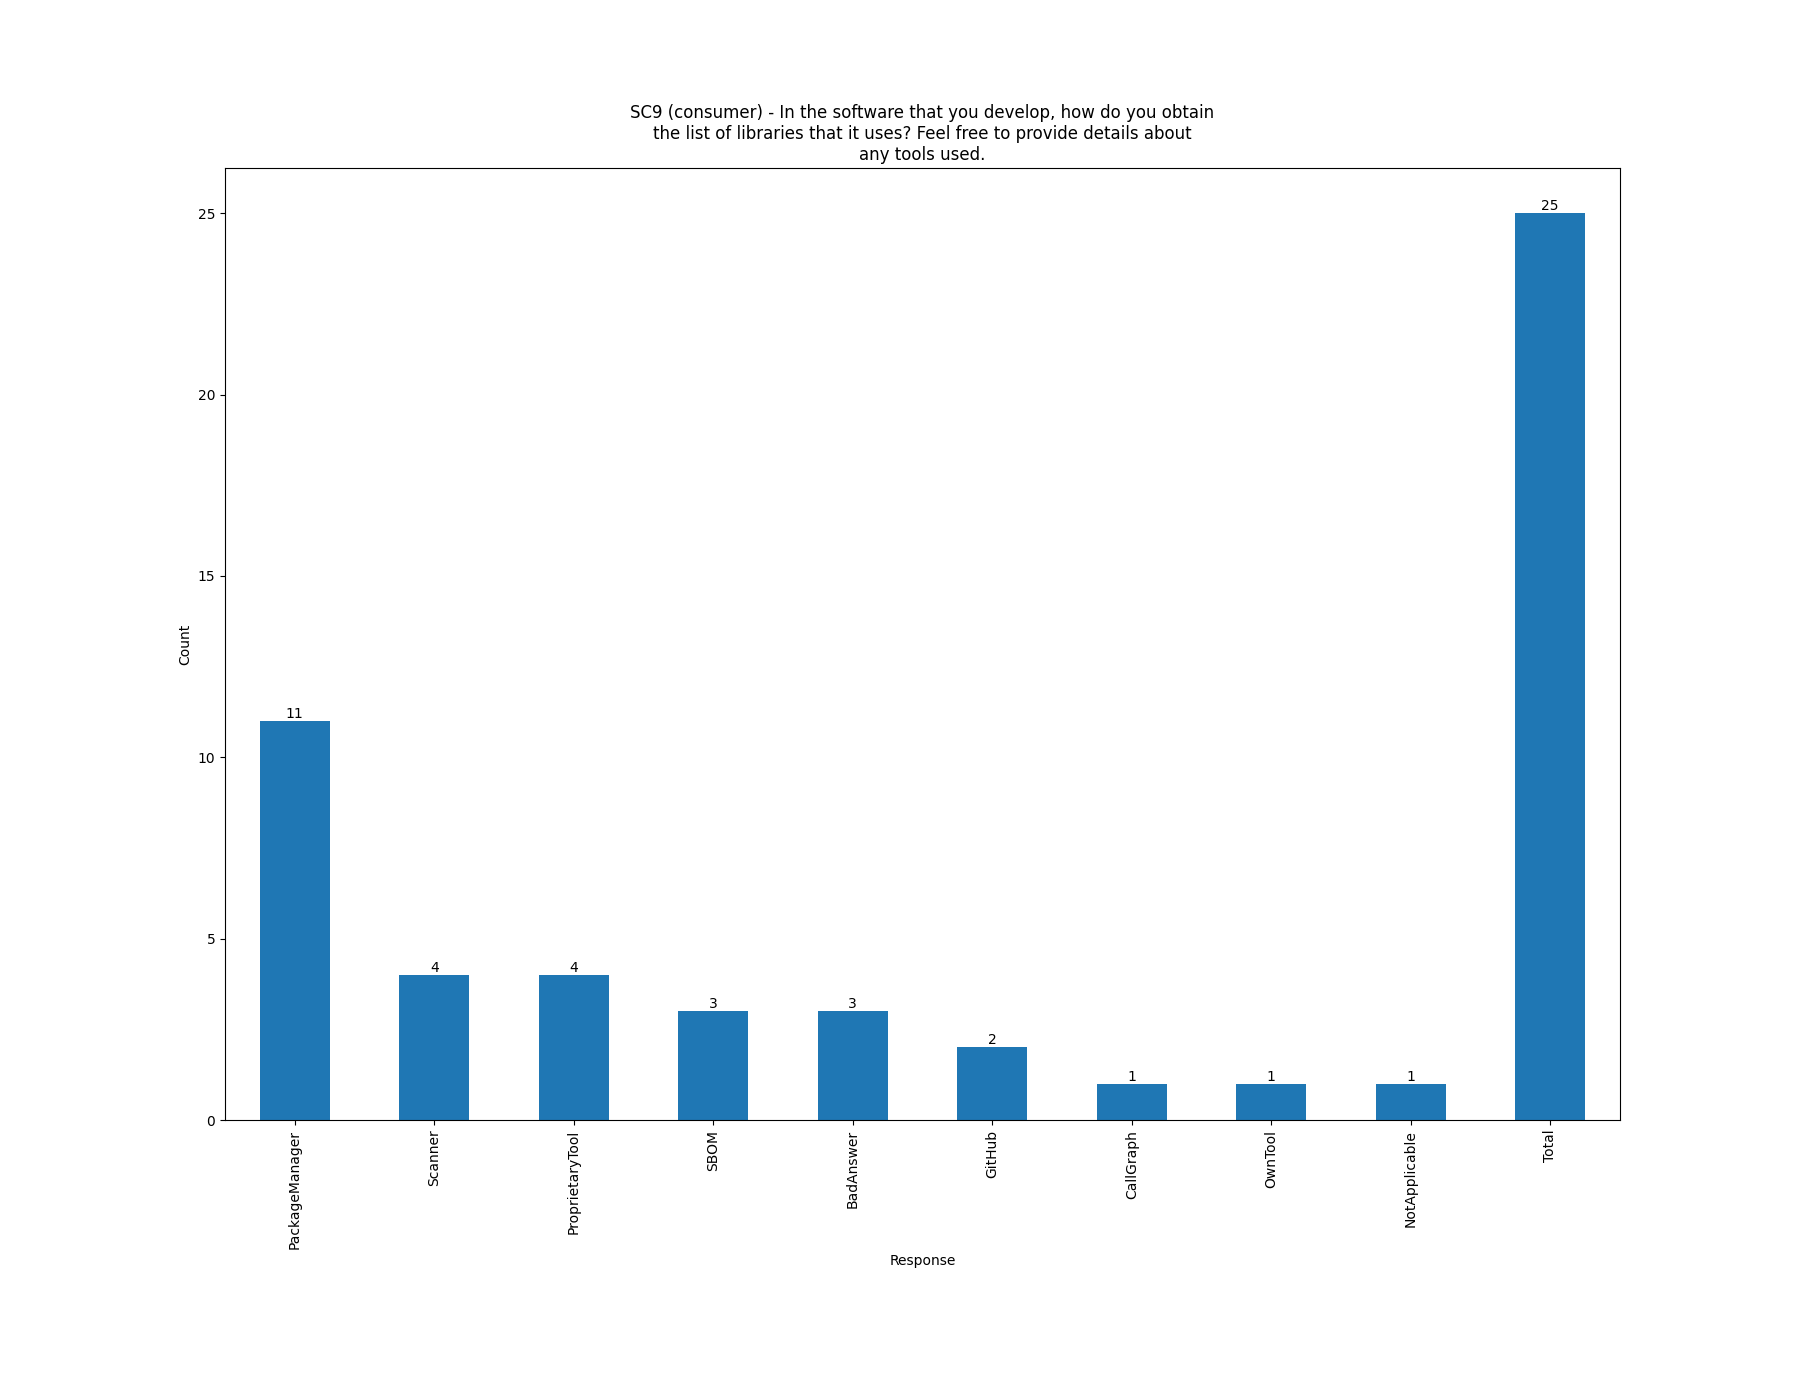 SC9 (consumer) - In the software that you develop, how do you obtain
the list of libraries that it uses? Feel free to provide details about
any tools used.
25
20
15
10
5
0
Count
11
4
4
3
3
2
1
1
1
25
PackageManager
Scanner
ProprietaryTool
SBOM
BadAnswer
GitHub
CallGraph
OwnTool
NotApplicable
Total
Response